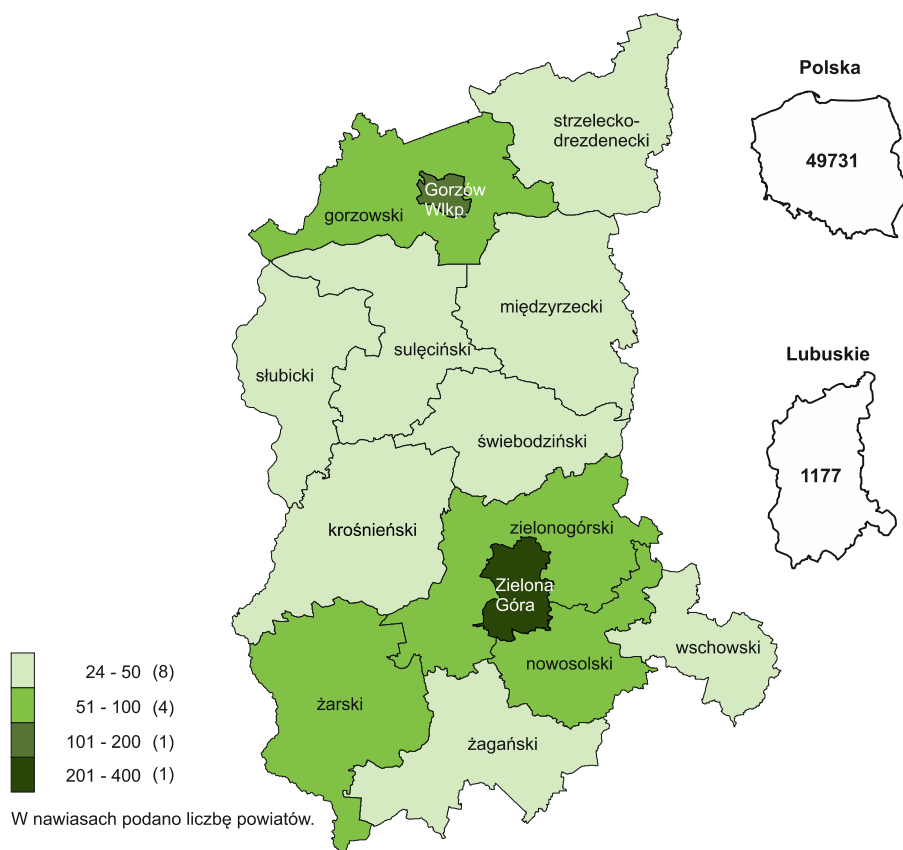 Polska
49731
strzelecko-
drezdenecki
Gorzów
Wlkp.
gorzowski
międzyrzecki
sulęciński
słubicki
Lubuskie
1177
świebodziński
krośnieński
zielonogórski
Zielona
Góra
wschowski
nowosolski
żarski
żagański
24 - 50 (8)
51 - 100 (4)
101 - 200 (1)
201 - 400 (1)
W nawiasach podano liczbę powiatów.